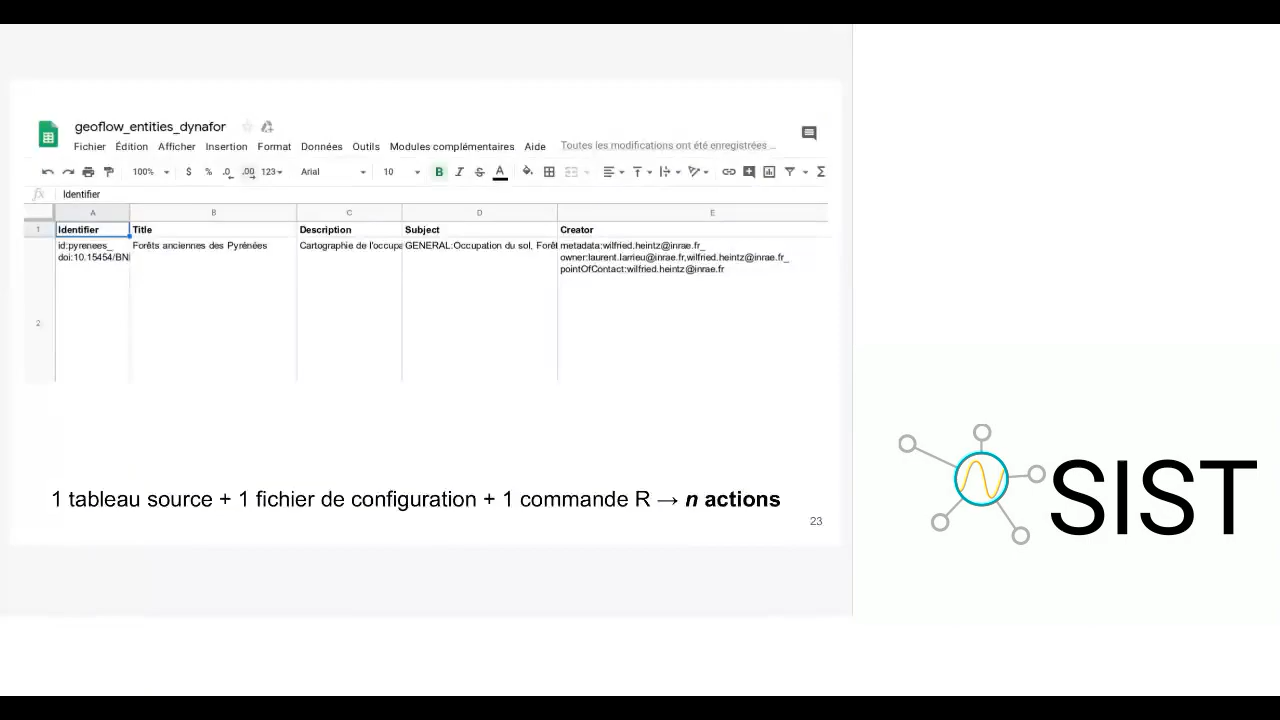 geoflow_entities_dynafor
Fichier Édition Afficher Insertion Format Données Outils Modules complémentaires Aide Toutes les modifications ont été enregistrées ...
100% $ % .0 .00 123 Arial 10 B I S A Σ
fx Identifier
A B C D E
1 Identifier Title Description Subject Creator
id:pyrenees_ Forêts anciennes des Pyrénées Cartographie de l'occupa GENERAL:Occupation du sol, Forêt metadata:wilfried.heintz@inrae.fr_
doi:10.15454/BN owner:laurent.larrieu@inrae.fr,wilfried.heintz@inrae.fr_
pointOfContact:wilfried.heintz@inrae.fr
2
1 tableau source + 1 fichier de configuration + 1 commande R → n actions
23
SIST